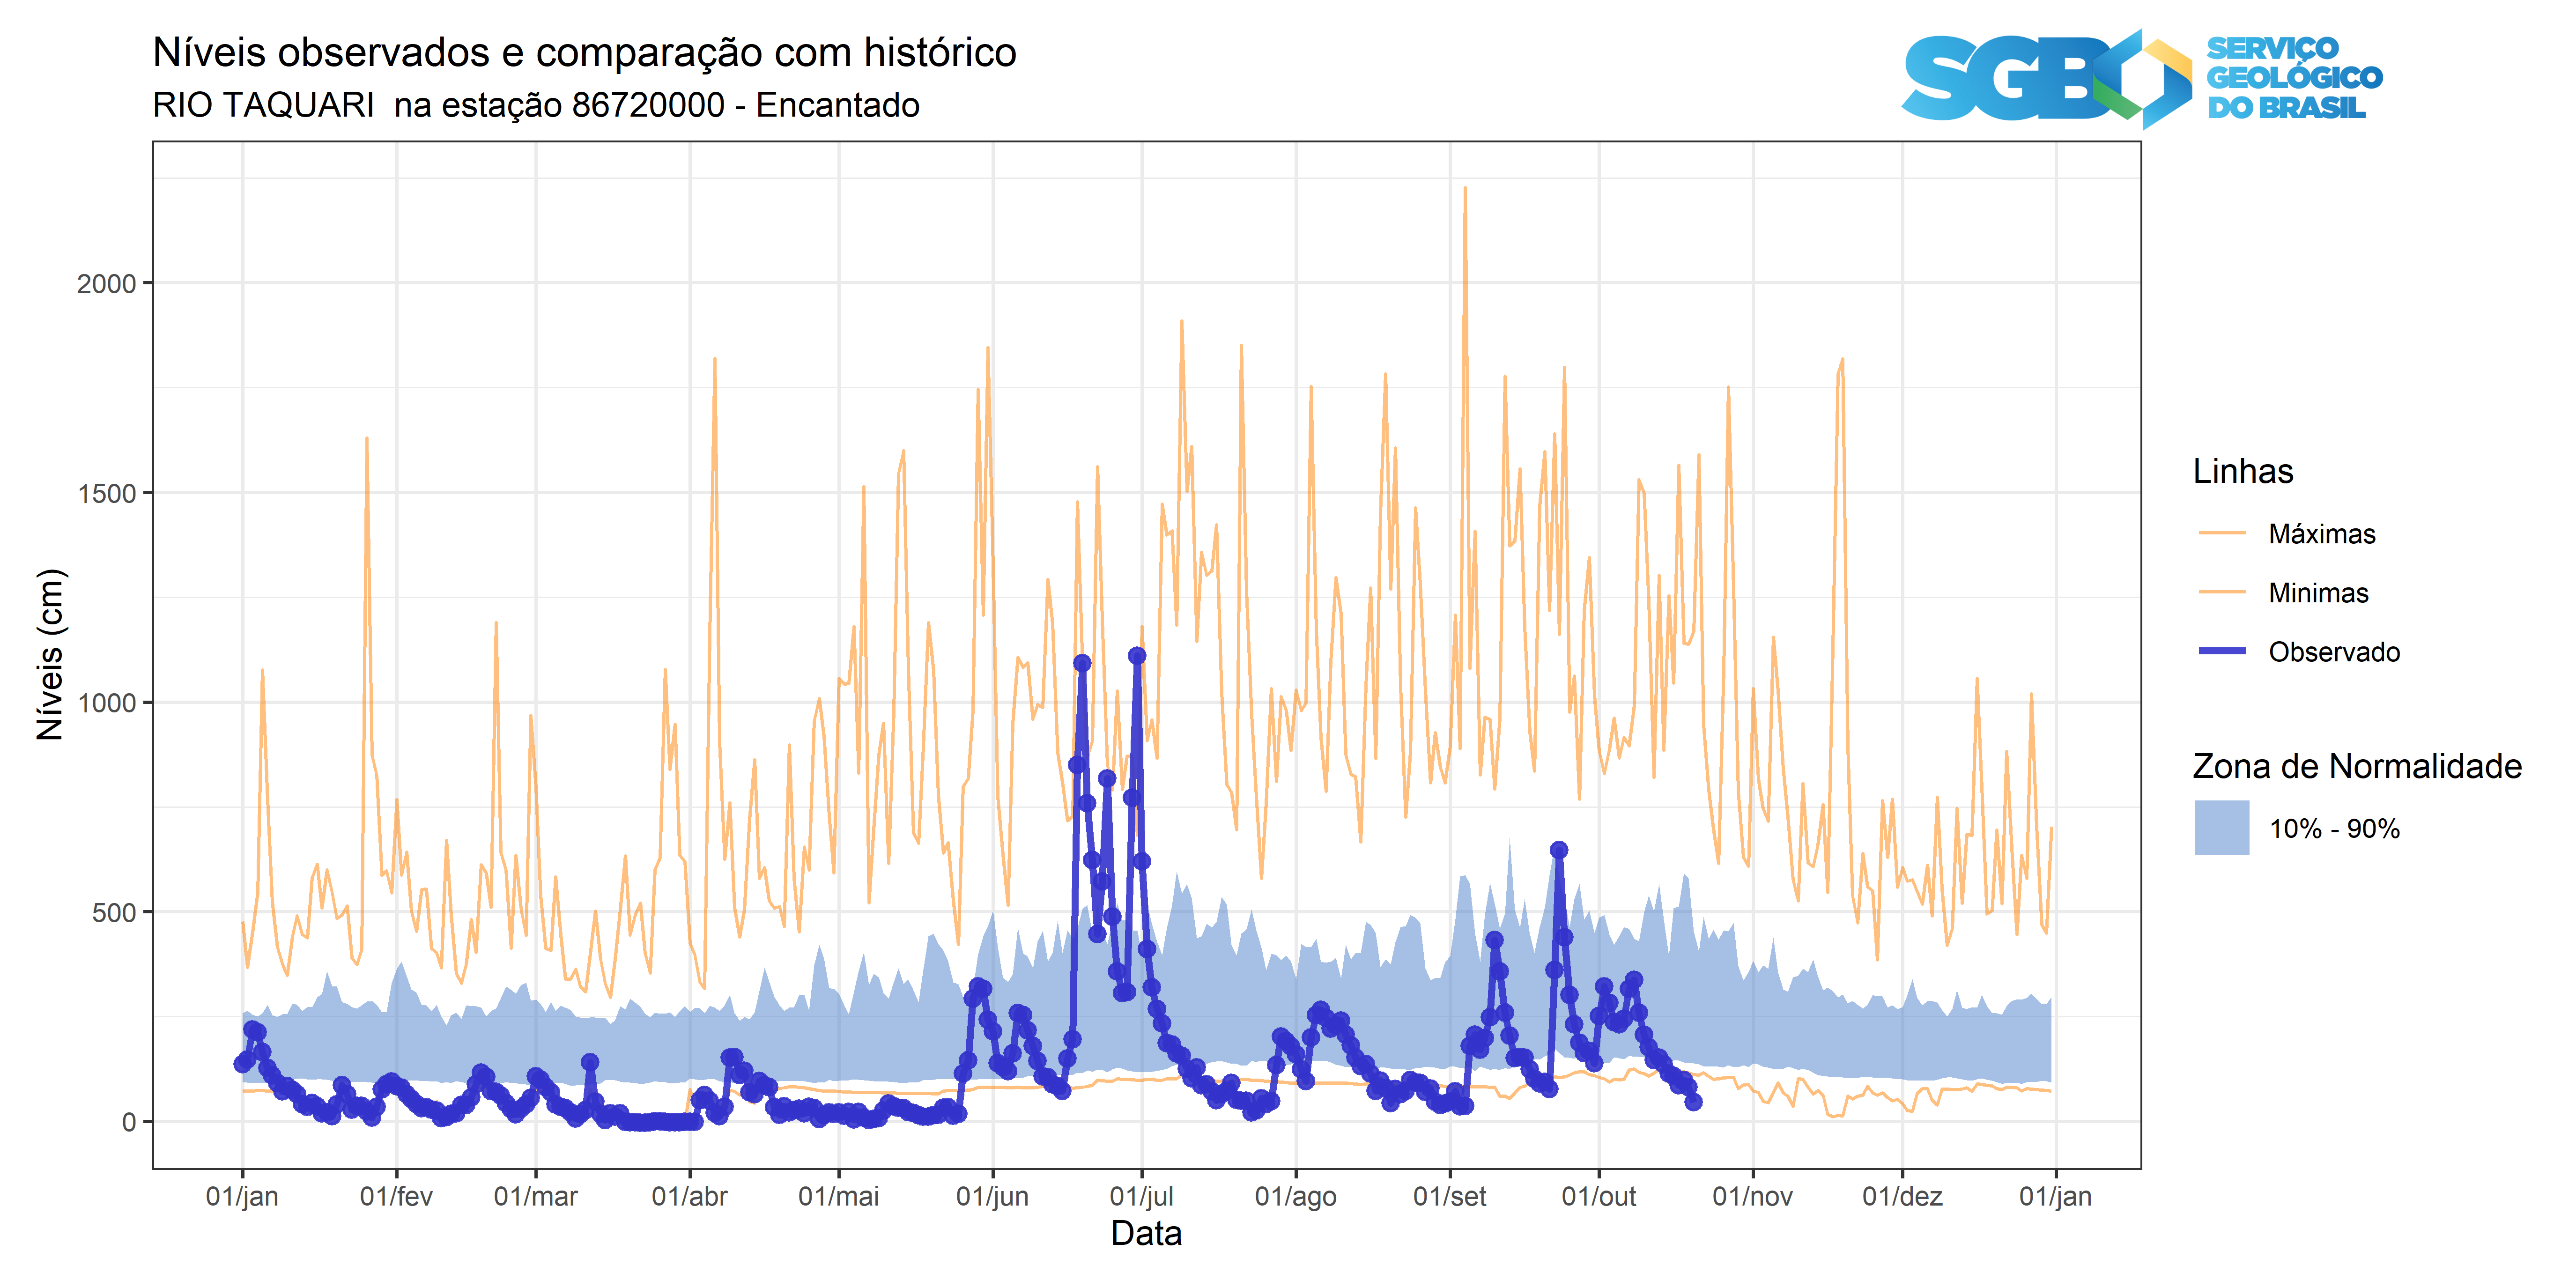 Níveis observados e comparação com histórico
RIO TAQUARI  na estação 86720000 - Encantado
SGB
SERVIÇO
GEOLÓGICO
DO BRASIL
Níveis (cm)
2000
1500
1000
500
0
01/jan 01/fev 01/mar 01/abr 01/mai 01/jun 01/jul 01/ago 01/set 01/out 01/nov 01/dez 01/jan
Data
Linhas
Máximas
Minimas
Observado
Zona de Normalidade
10% - 90%